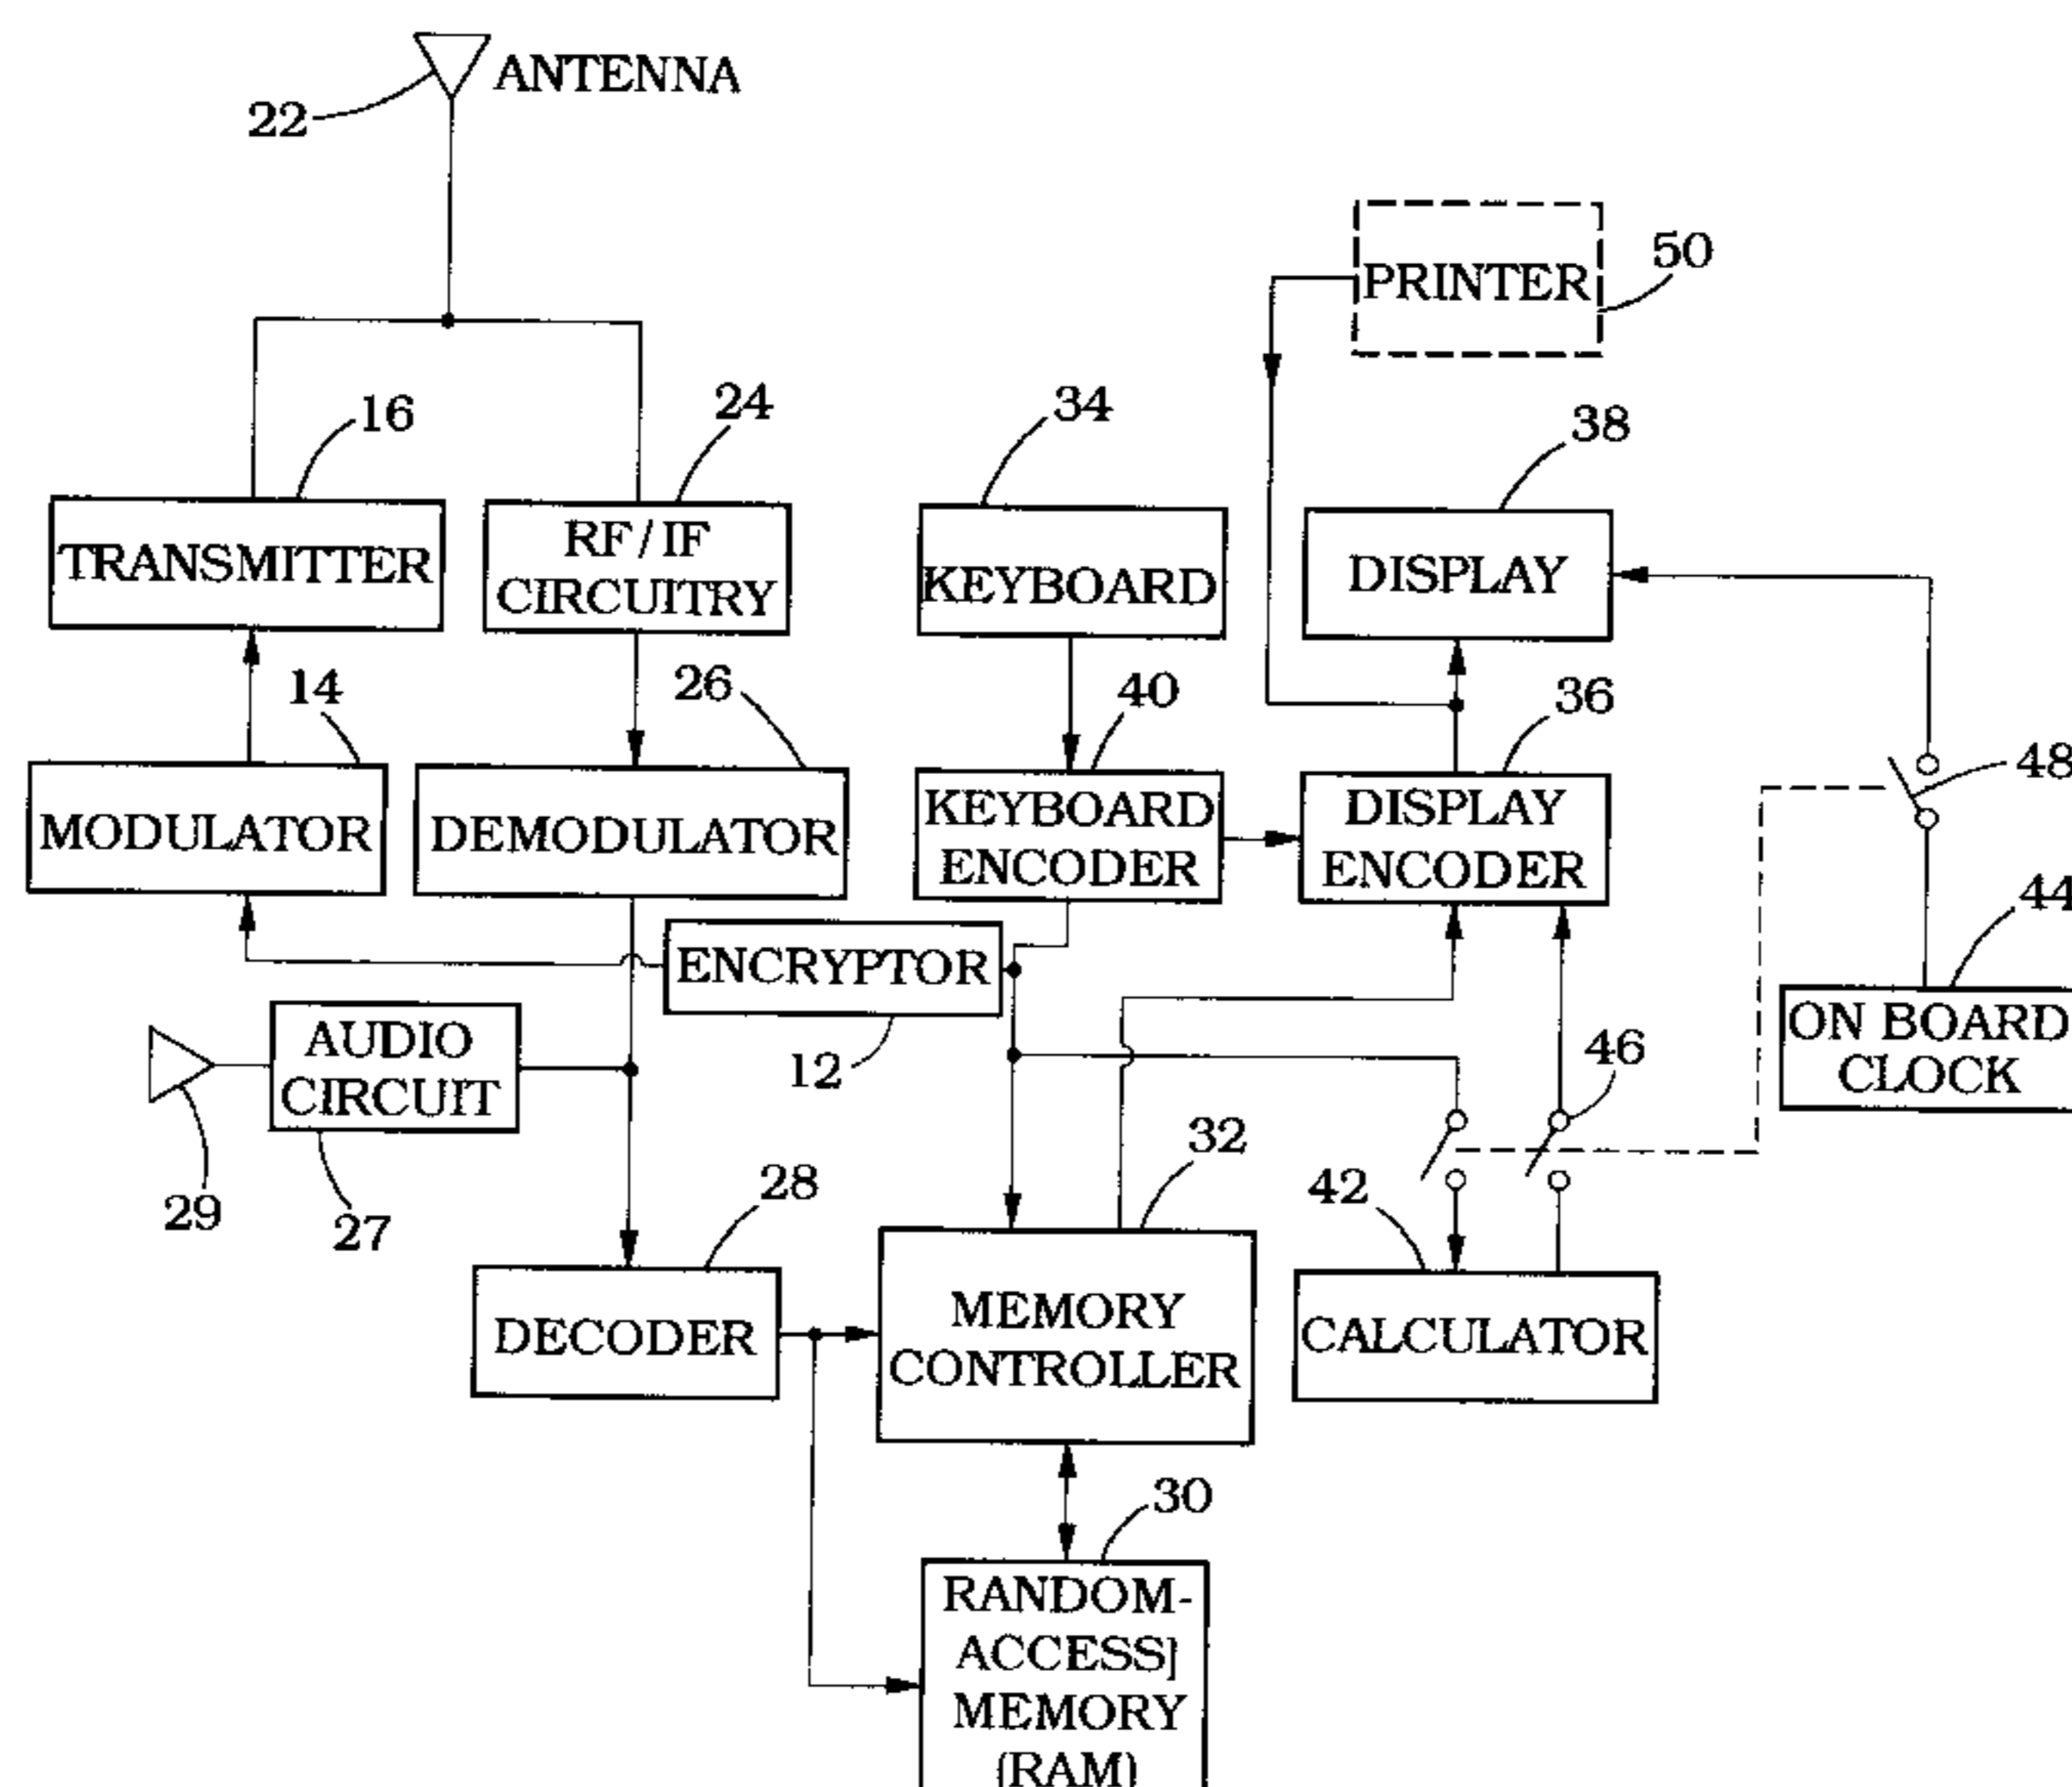 ANTENNA
22
PRINTER
50
16
24
34
38
TRANSMITTER
RF/IF
CIRCUITRY
KEYBOARD
DISPLAY
14
26
40
36
48
MODULATOR
DEMODULATOR
KEYBOARD
ENCODER
DISPLAY
ENCODER
44
ENCRYPTOR
12
ON BOARD
CLOCK
AUDIO
CIRCUIT
46
29
27
28
32
42
DECODER
MEMORY
CONTROLLER
CALCULATOR
30
RANDOM-
ACCESS]
MEMORY
(RAM)